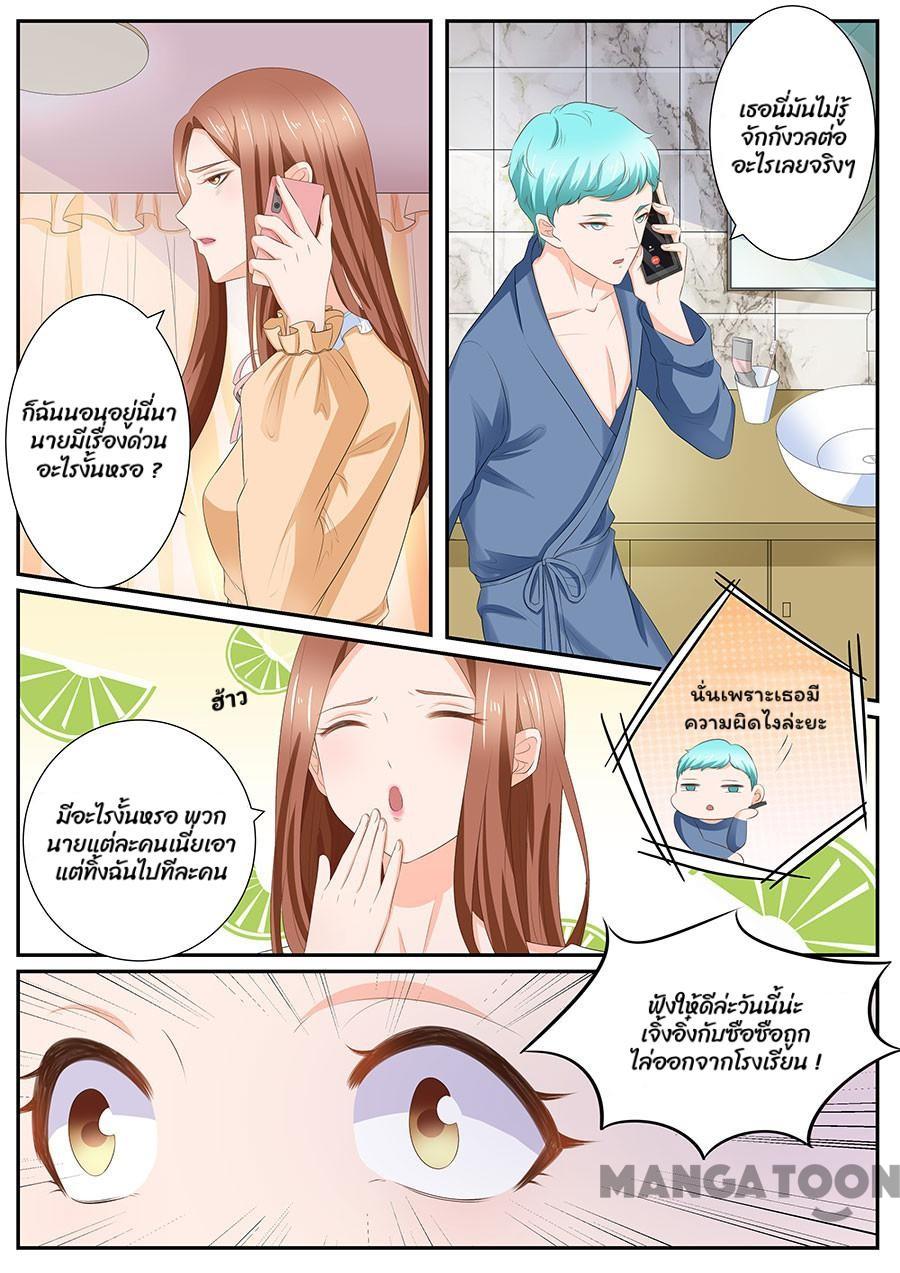 เธอนี่มันไม่รู้
จักกังวลต่อ
อะไรเลยจริงๆ
ก็ฉันนอนอยู่นี่นา
นายมีเรื่องด่วน
อะไรงั้นหรอ ?
นั่นเพราะเธอมี
ความผิดไงล่ะยะ
ฮ้าว
มีอะไรงั้นหรอ พวก
นายแต่ละคนเนี่ยเอา
แต่ทิ้งฉันไปทีละคน
ฟังให้ดีล่ะวันนี้น่ะ
เจิ้งอิ๋งกับซือซือถูก
ไล่ออกจากโรงเรียน !
MANGATOON